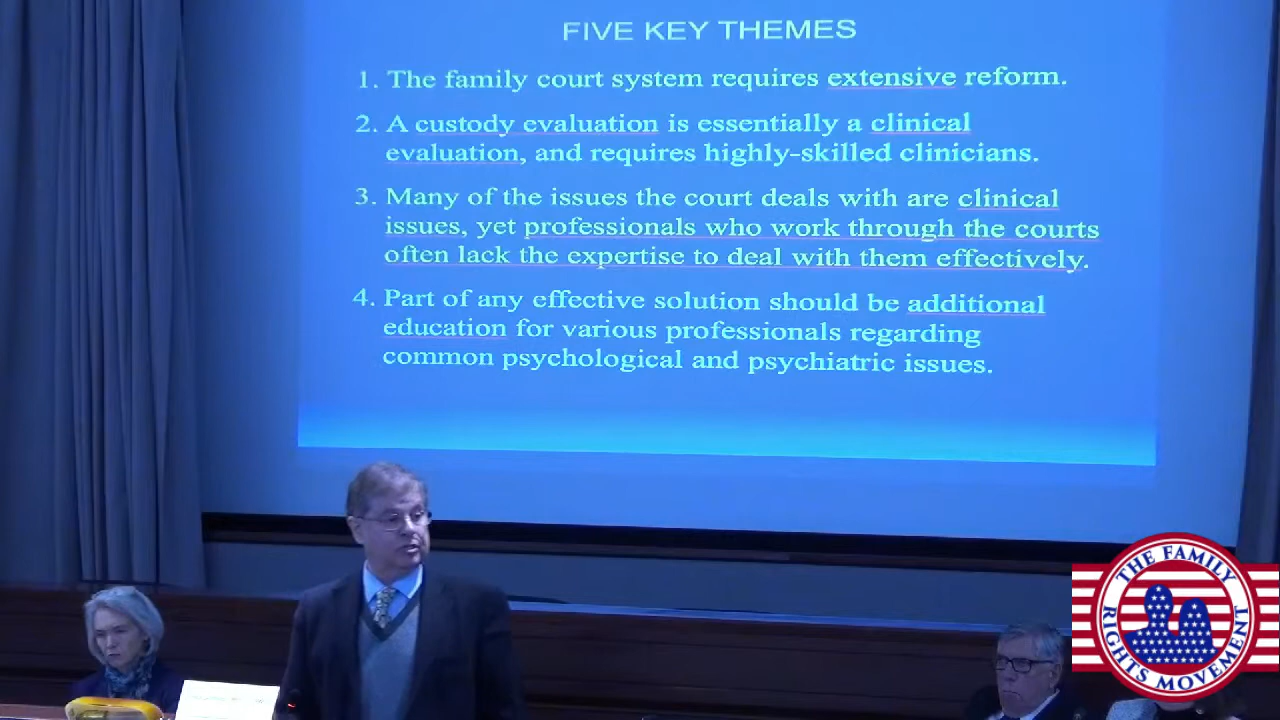 FIVE KEY THEMES
1. The family court system requires extensive reform.
2. A custody evaluation is essentially a clinical
evaluation, and requires highly-skilled clinicians.
3. Many of the issues the court deals with are clinical
issues, yet professionals who work through the courts
often lack the expertise to deal with them effectively.
4. Part of any effective solution should be additional
education for various professionals regarding
common psychological and psychiatric issues.
THE FAMILY
RIGHTS MOVEMENT